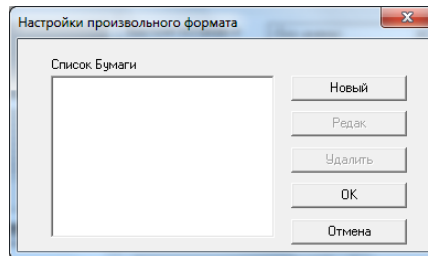 Настройки произвольного формата
Список Бумаги
Новый
Редак
Удалить
OK
Отмена